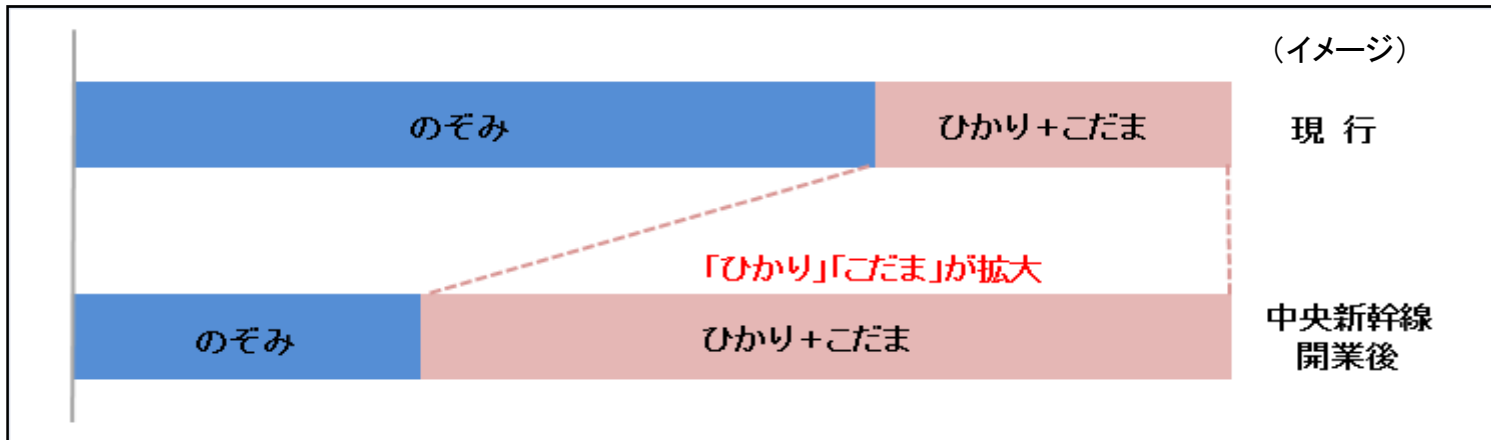 (イメージ)
のぞみ
ひかり+こだま
現 行
「ひかり」「こだま」が拡大
のぞみ
ひかり+こだま
中央新幹線
開業後